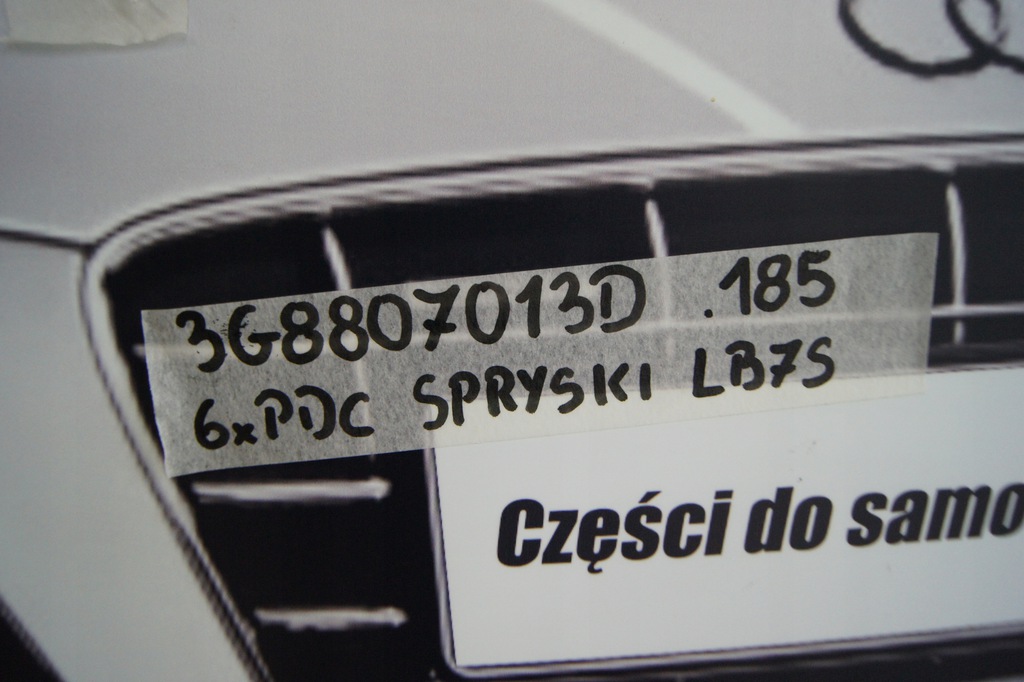 3G8807013D .185
6xPDC SPRYSKI LB7S
Części do samo